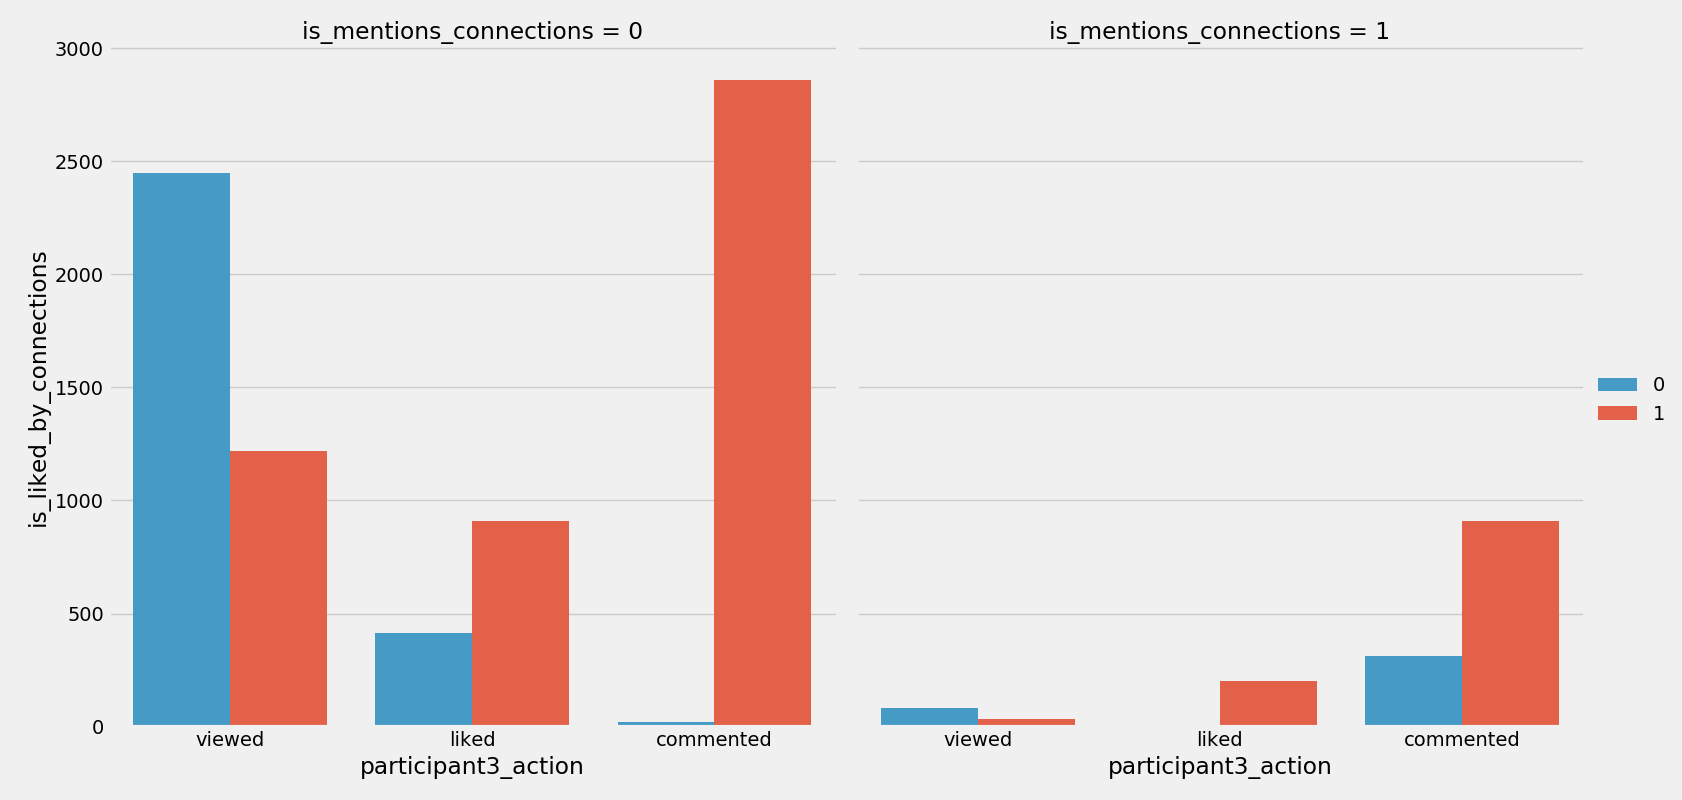 is_mentions_connections = 0
is_mentions_connections = 1
3000
2500
2000
1500
1000
500
0
is_liked_by_connections
viewed liked commented
viewed liked commented
participant3_action
participant3_action
0
1